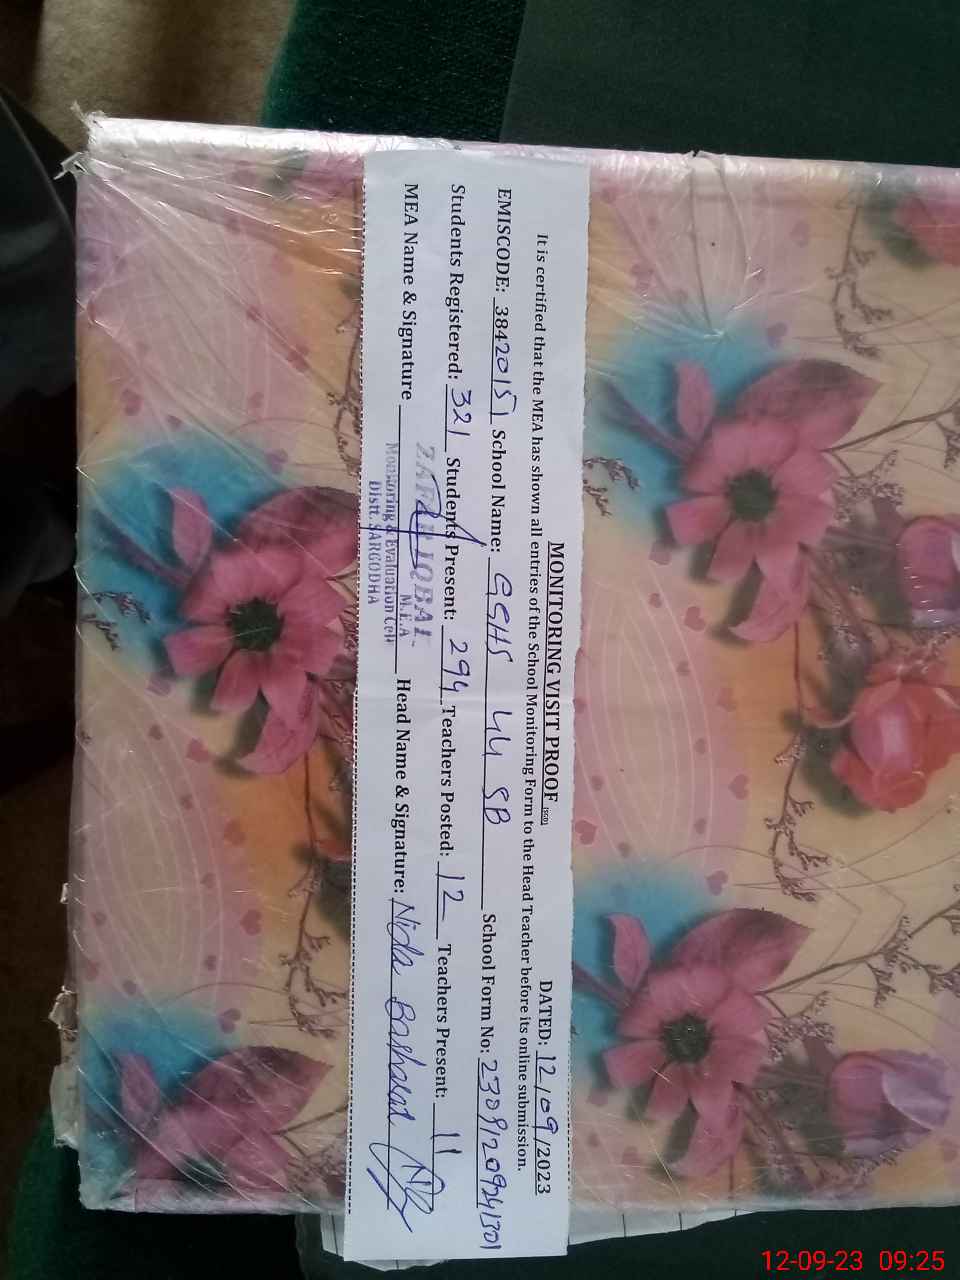 MONITORING VISIT PROOF (SGD) DATED: 12/09/2023
It is certified that the MEA has shown all entries of the School Monitoring Form to the Head Teacher before its online submission.
EMISCODE: 38420151 School Name: GGHS 44 SB School Form No:
Students Registered: 321 Students Present: 294 Teachers Posted: 12 Teachers Present: 11
MEA Name & Signature Head Name & Signature: Nida Basharat
ZAFAR IQBAL
M.E.A
Monitoring & Evaluation Cell
Distt. SARGODHA
12-09-23 09:25